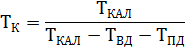 Т_К = Т_КАЛ / (Т_КАЛ − Т_ВД − Т_ПД)